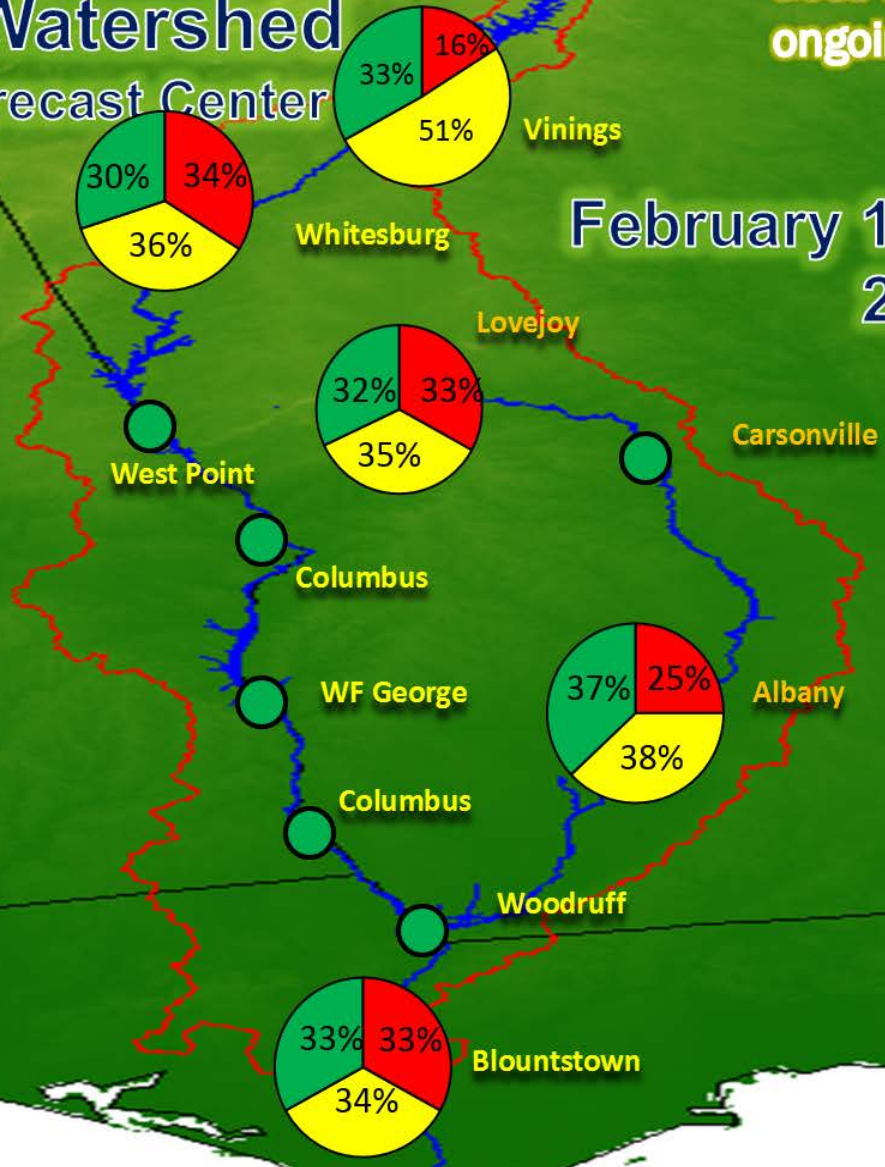 Watershed
recast Center
ongoi
16%
33%
51%
Vinings
30%
34%
36%
Whitesburg
February 1
2
Lovejoy
32%
33%
35%
Carsonville
West Point
Columbus
WF George
37%
25%
38%
Albany
Columbus
Woodruff
33%
33%
34%
Blountstown